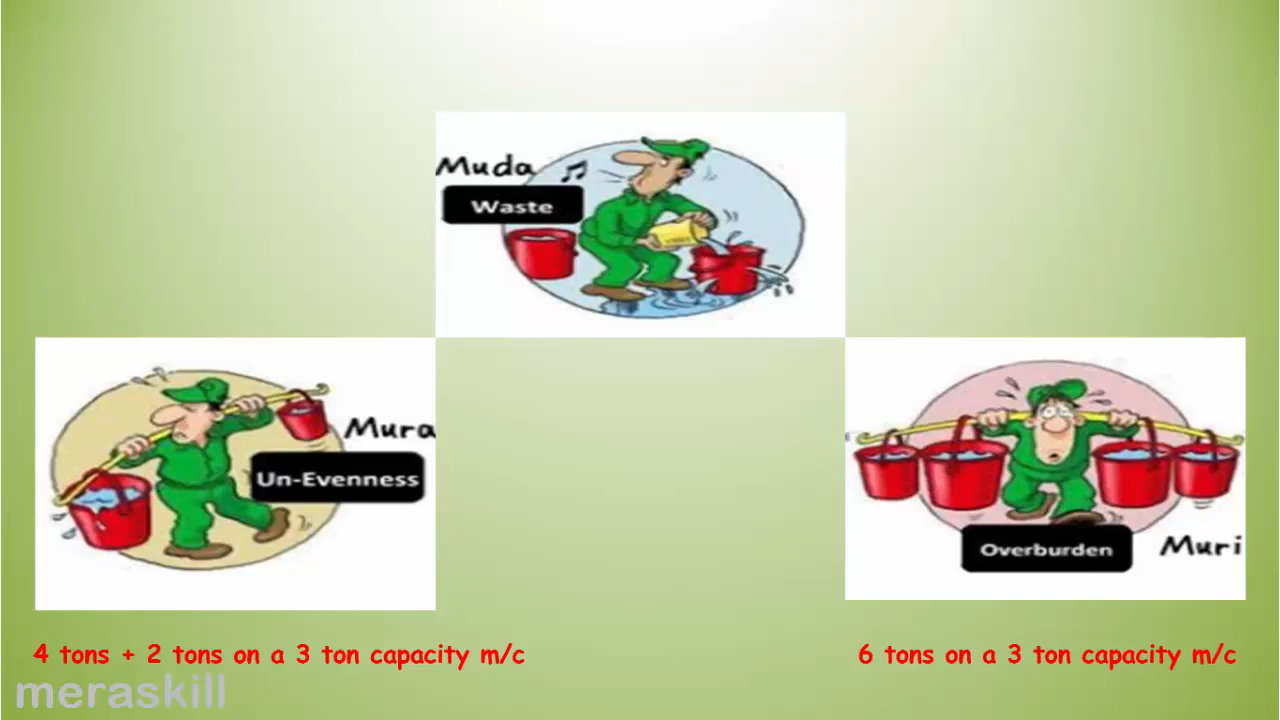 Muda
Waste
Mura
Un-Evenness
Overburden
Muri
4 tons + 2 tons on a 3 ton capacity m/c
6 tons on a 3 ton capacity m/c
meraskill